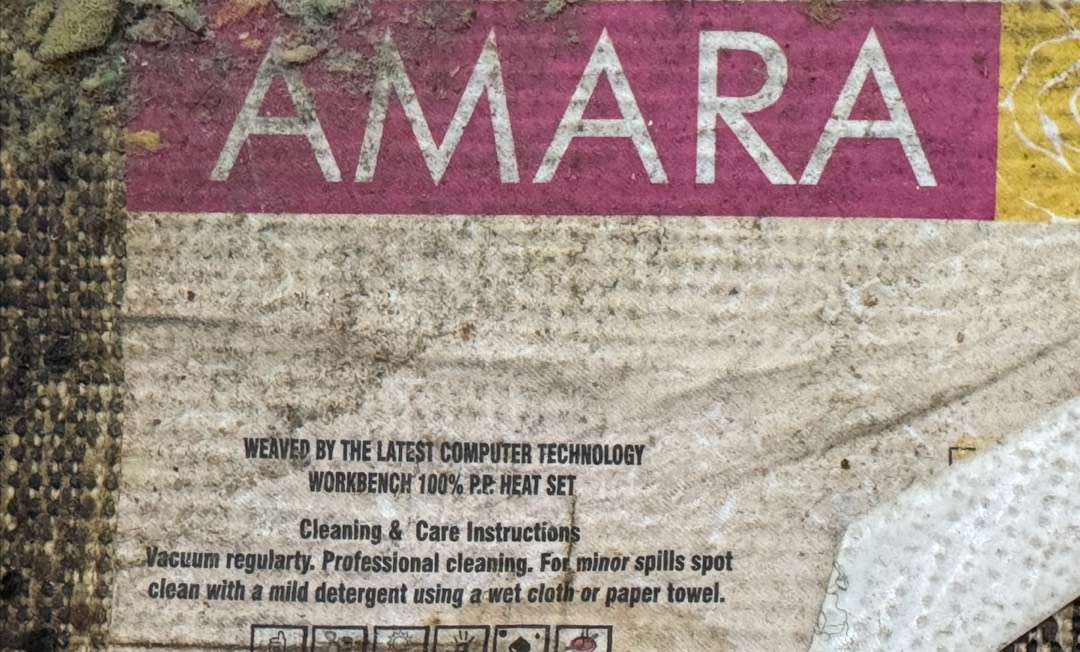 AMARA
WEAVED BY THE LATEST COMPUTER TECHNOLOGY
WORKBENCH 100% P.P. HEAT SET
Cleaning & Care Instructions
Vacuum regularty. Professional cleaning. For minor spills spot
clean with a mild detergent using a wet cloth or paper towel.